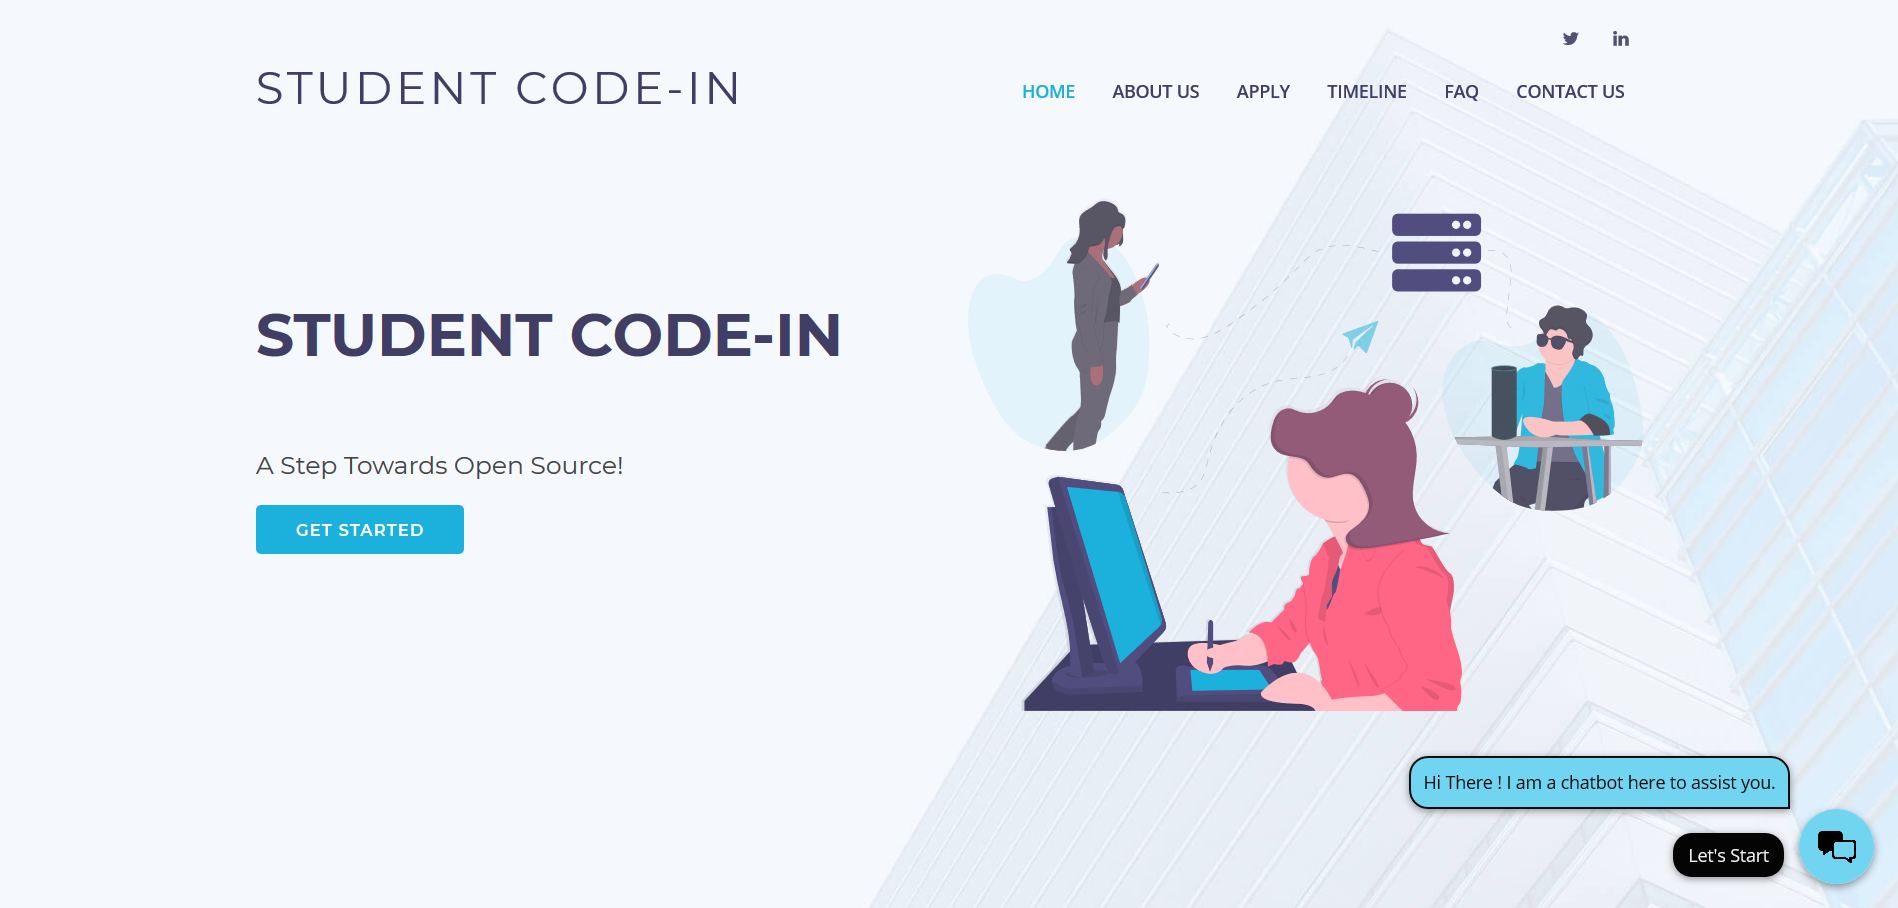 STUDENT CODE-IN
HOME ABOUT US APPLY TIMELINE FAQ CONTACT US
STUDENT CODE-IN
A Step Towards Open Source!
GET STARTED
Hi There ! I am a chatbot here to assist you.
Let's Start